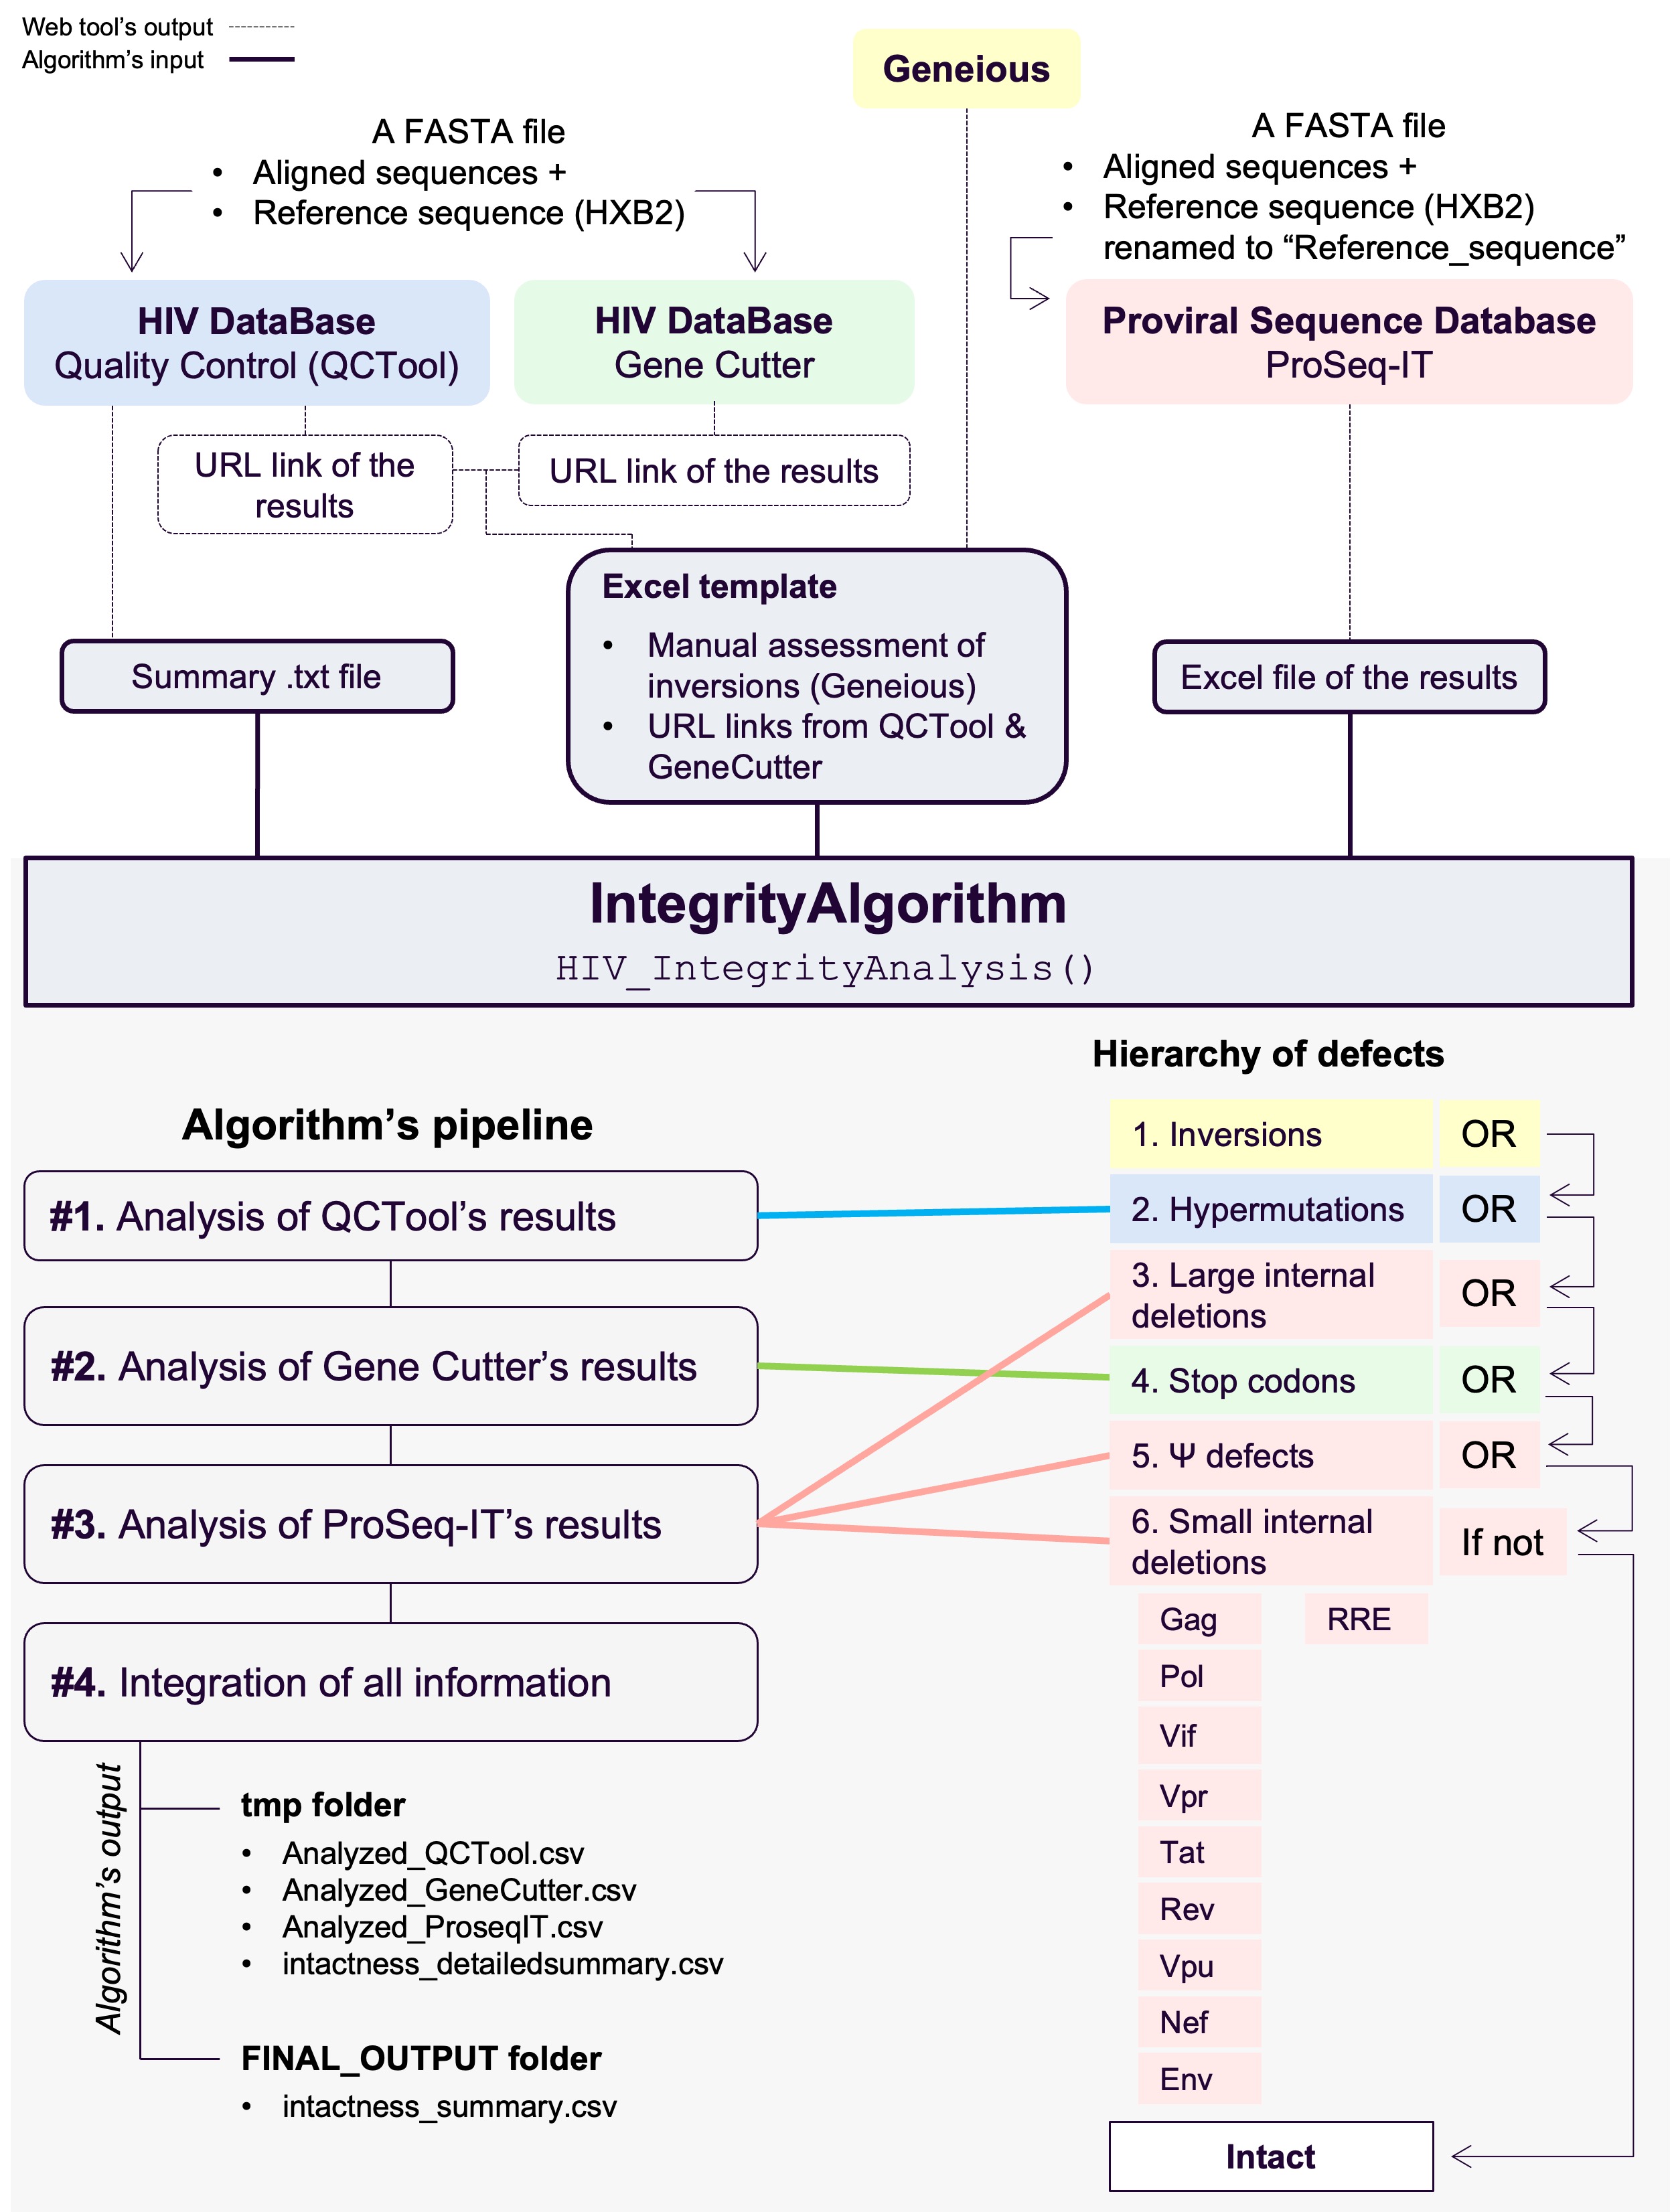 Web tool’s output
Algorithm’s input
Geneious
A FASTA file
• Aligned sequences +
• Reference sequence (HXB2)
A FASTA file
• Aligned sequences +
• Reference sequence (HXB2)
renamed to “Reference_sequence”
HIV DataBase
Quality Control (QCTool)
HIV DataBase
Gene Cutter
Proviral Sequence Database
ProSeq-IT
URL link of the
results
URL link of the results
Excel template
• Manual assessment of
inversions (Geneious)
• URL links from QCTool &
GeneCutter
Summary .txt file
Excel file of the results
IntegrityAlgorithm
HIV_IntegrityAnalysis()
Algorithm’s pipeline
#1. Analysis of QCTool’s results
#2. Analysis of Gene Cutter’s results
#3. Analysis of ProSeq-IT’s results
#4. Integration of all information
Algorithm’s output
tmp folder
• Analyzed_QCTool.csv
• Analyzed_GeneCutter.csv
• Analyzed_ProseqIT.csv
• intactness_detailedsummary.csv
FINAL_OUTPUT folder
• intactness_summary.csv
Hierarchy of defects
1. Inversions OR
2. Hypermutations OR
3. Large internal
deletions OR
4. Stop codons OR
5. Ψ defects OR
6. Small internal
deletions If not
Gag RRE
Pol
Vif
Vpr
Tat
Rev
Vpu
Nef
Env
Intact